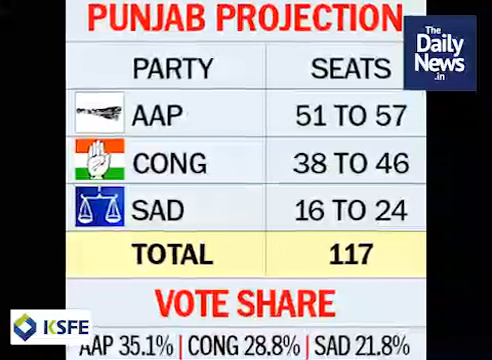 PUNJAB PROJECTION
The
Daily
News
.in
PARTY SEATS
AAP 51 TO 57
CONG 38 TO 46
SAD 16 TO 24
TOTAL 117
VOTE SHARE
KSFE
AAP 35.1% | CONG 28.8% | SAD 21.8%